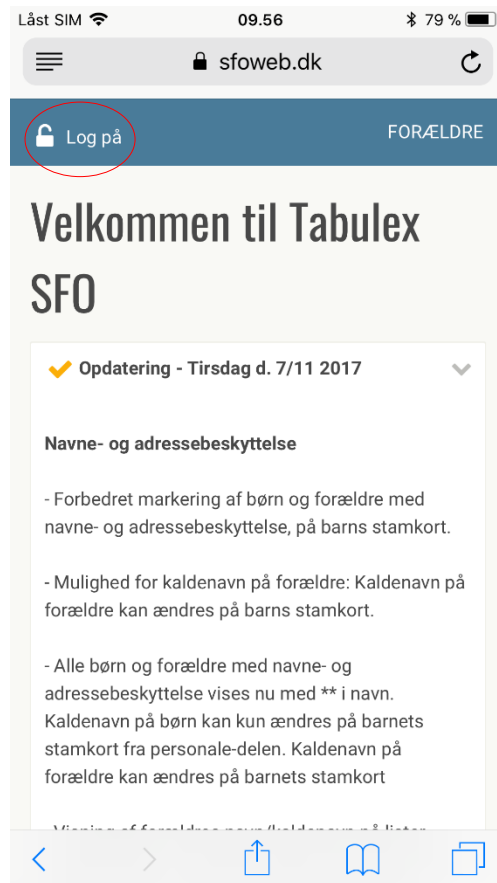 Låst SIM 09.56 79 %
sfoweb.dk
Log på FORÆLDRE
Velkommen til Tabulex
SFO
Opdatering - Tirsdag d. 7/11 2017
Navne- og adressebeskyttelse
- Forbedret markering af børn og forældre med
navne- og adressebeskyttelse, på barns stamkort.
- Mulighed for kaldenavn på forældre: Kaldenavn på
forældre kan ændres på barns stamkort.
- Alle børn og forældre med navne- og
adressebeskyttelse vises nu med ** i navn.
Kaldenavn på børn kan kun ændres på barnets
stamkort fra personale-delen. Kaldenavn på
forældre kan ændres på barnets stamkort